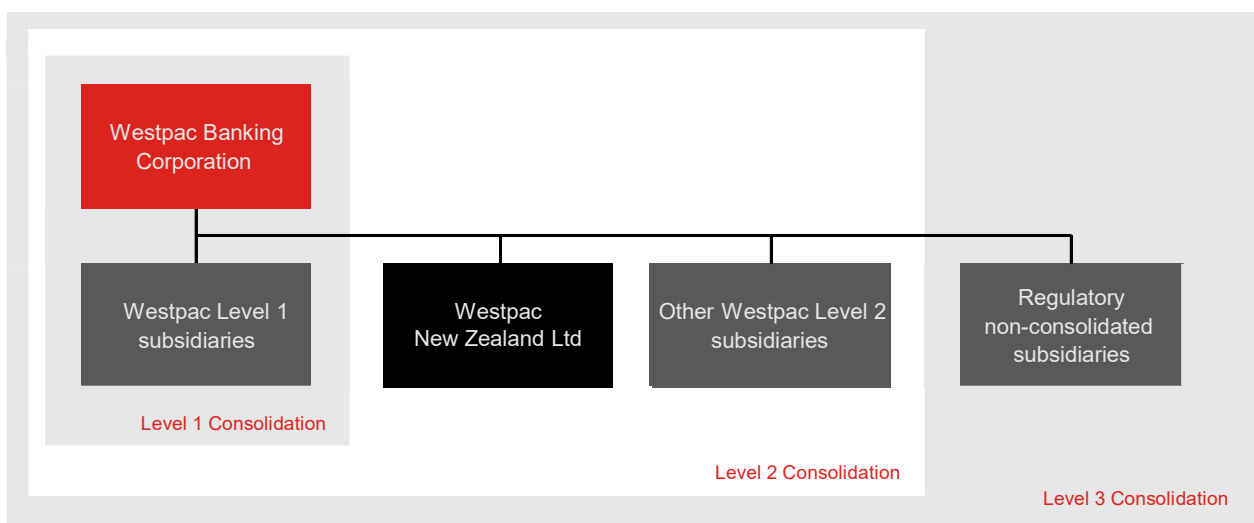 Westpac Banking
Corporation
Westpac Level 1
subsidiaries
Westpac
New Zealand Ltd
Other Westpac Level 2
subsidiaries
Regulatory
non-consolidated
subsidiaries
Level 1 Consolidation
Level 2 Consolidation
Level 3 Consolidation